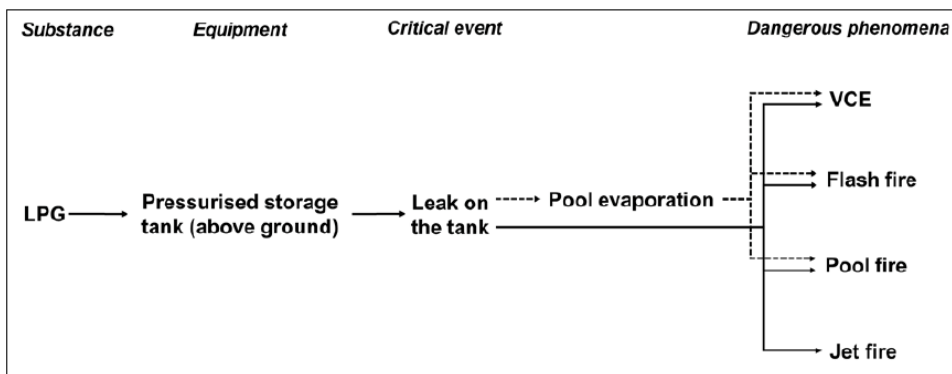 Substance
Equipment
Critical event
Dangerous phenomena
LPG
Pressurised storage
tank (above ground)
Leak on
the tank
Pool evaporation
VCE
Flash fire
Pool fire
Jet fire